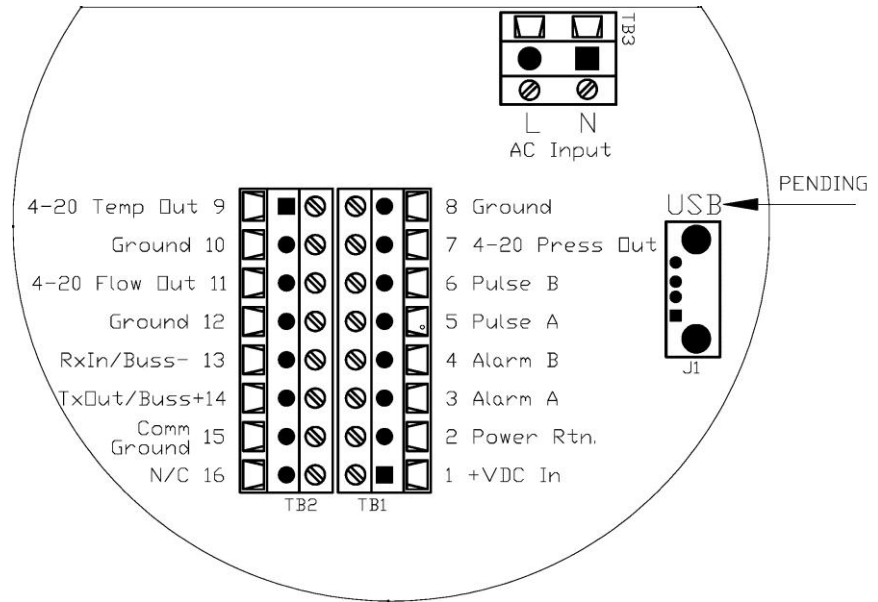 TB3
L N
AC Input
PENDING
USB
J1
4-20 Temp Out 9
Ground 10
4-20 Flow Out 11
Ground 12
RxIn/Buss- 13
TxOut/Buss+14
Comm
Ground 15
N/C 16
TB2
8 Ground
7 4-20 Press Out
6 Pulse B
5 Pulse A
4 Alarm B
3 Alarm A
2 Power Rtn.
1 +VDC In
TB1